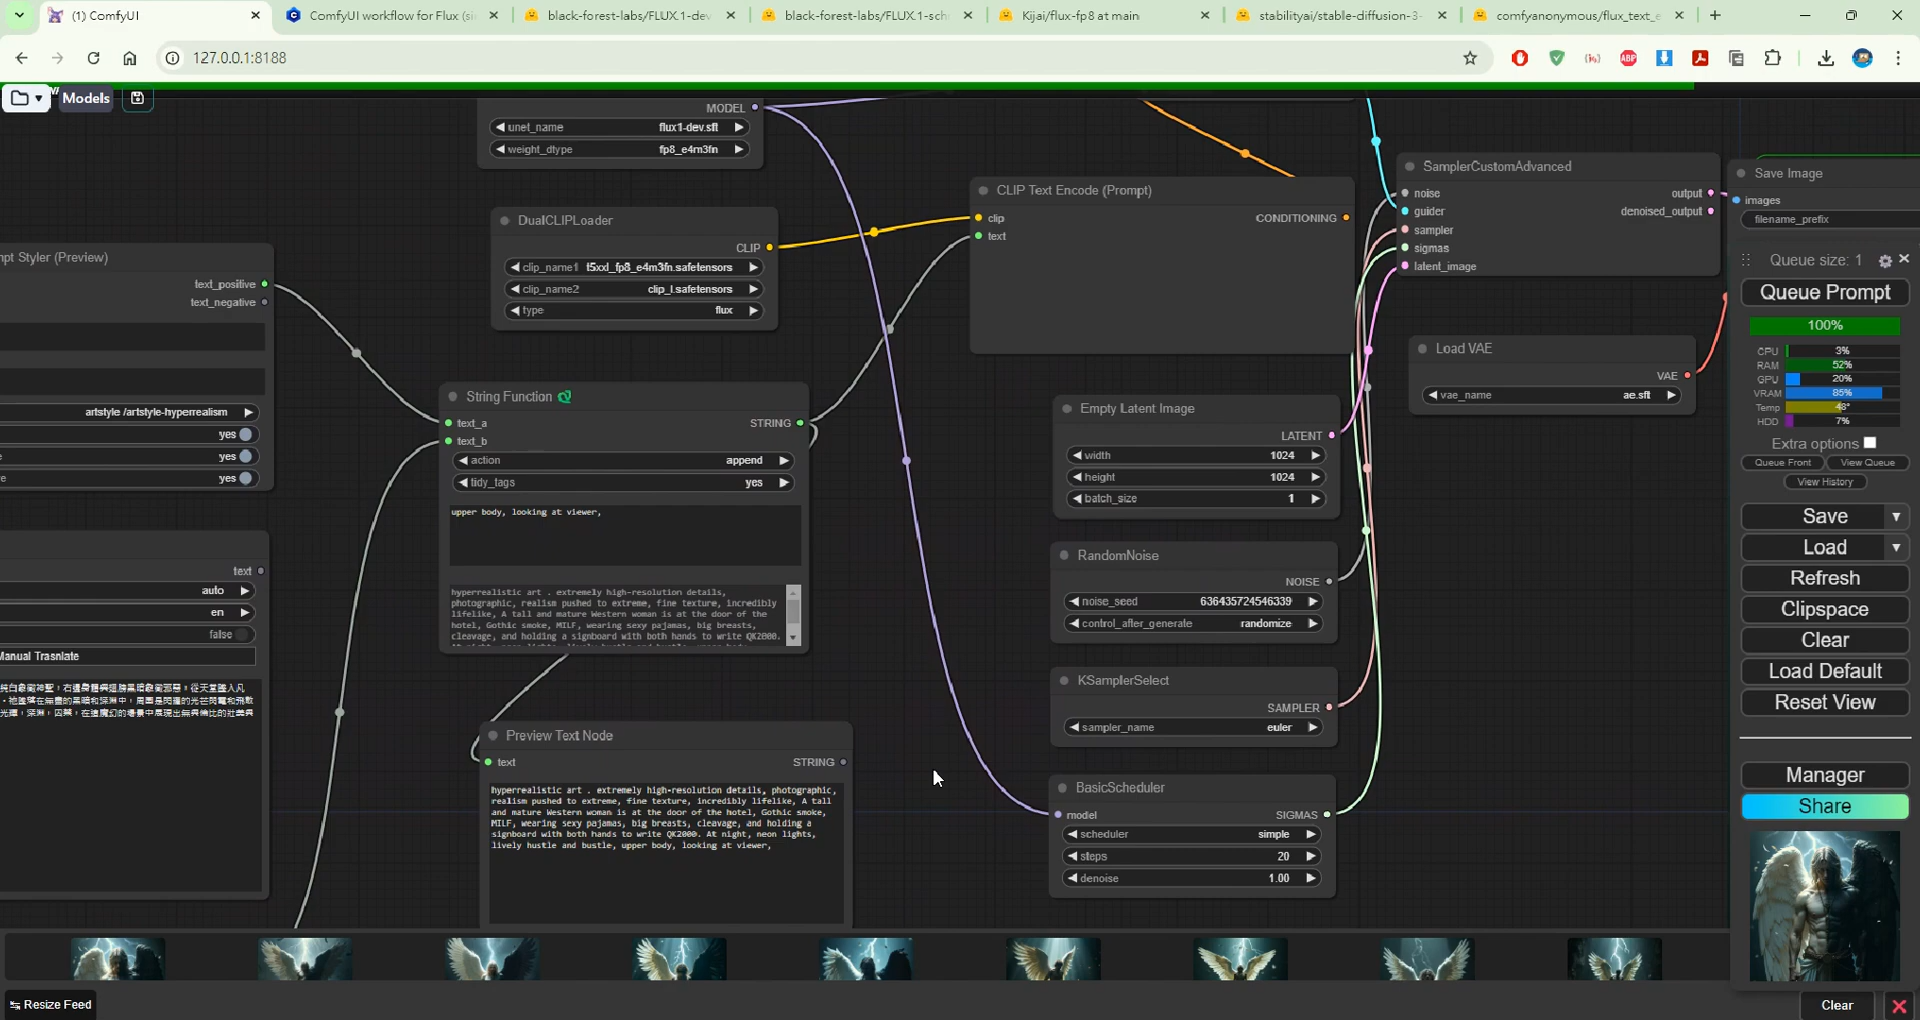 (1) ComfyUI
ComfyUI workflow for Flux (si
black-forest-labs/FLUX.1-dev
black-forest-labs/FLUX.1-sch
Kijai/flux-fp8 at main
stabilityai/stable-diffusion-3-
comfyanonymous/flux_text_e
127.0.0.1:8188
Models
MODEL
unet_name flux1-dev.sft
weight_dtype fp8_e4m3fn
DualCLIPLoader
CLIP
clip_name1 t5xxl_fp8_e4m3fn.safetensors
clip_name2 clip_l.safetensors
type flux
CLIP Text Encode (Prompt)
clip CONDITIONING
text
SamplerCustomAdvanced
noise output
guider denoised_output
sampler
sigmas
latent_image
Save Image
images
filename_prefix
mpt Styler (Preview)
text_positive
text_negative
artstyle /artstyle-hyperrealism
yes
yes
yes
String Function
text_a STRING
text_b
action append
tidy_tags yes
upper body, looking at viewer,
hyperrealistic art . extremely high-resolution details,
photographic, realism pushed to extreme, fine texture, incredibly
lifelike, A tall and mature Western woman is at the door of the
hotel, Gothic smoke, MILF, wearing sexy pajamas, big breasts,
cleavage, and holding a signboard with both hands to write QK2000.
Load VAE
VAE
vae_name ae.sft
Empty Latent Image
LATENT
width 1024
height 1024
batch_size 1
RandomNoise
NOISE
noise_seed 636435724546339
control_after_generate randomize
KSamplerSelect
SAMPLER
sampler_name euler
BasicScheduler
model SIGMAS
scheduler simple
steps 20
denoise 1.00
text
auto
en
false
Manual Trasnlate
Preview Text Node
text STRING
hyperrealistic art . extremely high-resolution details, photographic,
realism pushed to extreme, fine texture, incredibly lifelike, A tall
and mature Western woman is at the door of the hotel, Gothic smoke,
MILF, wearing sexy pajamas, big breasts, cleavage, and holding a
signboard with both hands to write QK2000. At night, neon lights,
lively hustle and bustle, upper body, looking at viewer,
Queue size: 1
Queue Prompt
100%
CPU 3%
RAM 52%
GPU 20%
VRAM 85%
Temp 48°
HDD 7%
Extra options
Queue Front View Queue
View History
Save
Load
Refresh
Clipspace
Clear
Load Default
Reset View
Manager
Share
Resize Feed
Clear